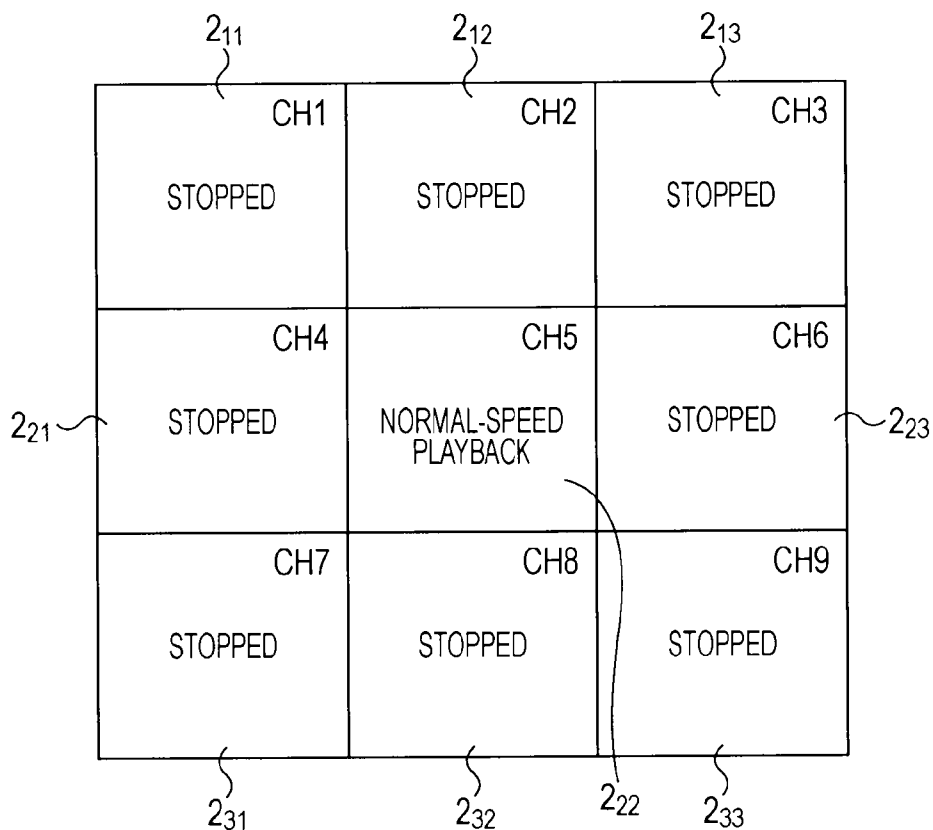 2₁₁ 2₁₂ 2₁₃
CH1 CH2 CH3
STOPPED STOPPED STOPPED
CH4 CH5 CH6
2₂₁ STOPPED NORMAL-SPEED STOPPED 2₂₃
PLAYBACK
CH7 CH8 CH9
STOPPED STOPPED STOPPED
2₃₁ 2₃₂ 2₂₂ 2₃₃